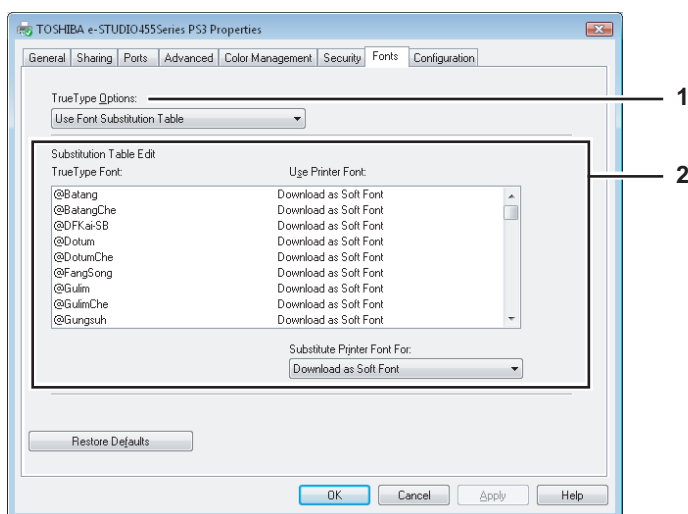 TOSHIBA e-STUDIO455Series PS3 Properties
General Sharing Ports Advanced Color Management Security Fonts Configuration
TrueType Options: 1
Use Font Substitution Table
Substitution Table Edit
TrueType Font: Use Printer Font: 2
@Batang Download as Soft Font
@BatangChe Download as Soft Font
@DFKai-SB Download as Soft Font
@Dotum Download as Soft Font
@DotumChe Download as Soft Font
@FangSong Download as Soft Font
@Gulim Download as Soft Font
@GulimChe Download as Soft Font
@Gungsuh Download as Soft Font
Substitute Printer Font For:
Download as Soft Font
Restore Defaults
OK Cancel Apply Help